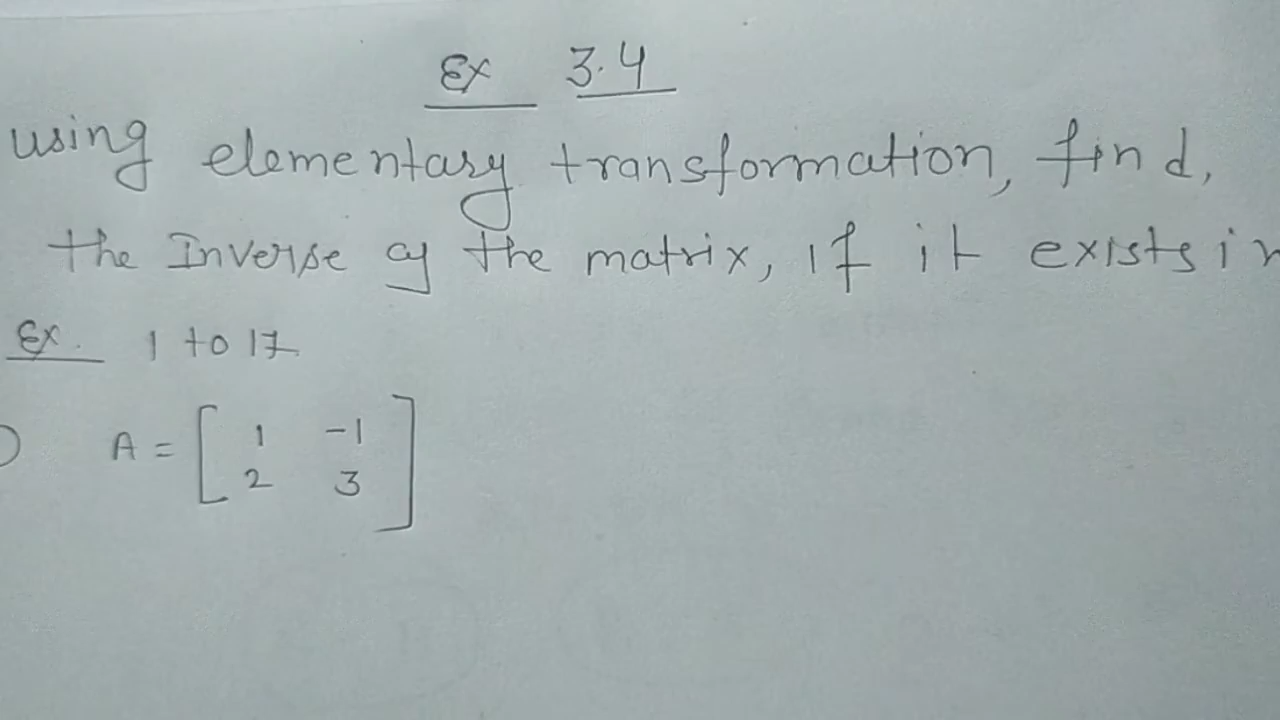 Ex 3.4
using elementary transformation, find,
the Inverse of the matrix, if it exists in
Ex. 1 to 17
A = [ 1 -1
2 3 ]